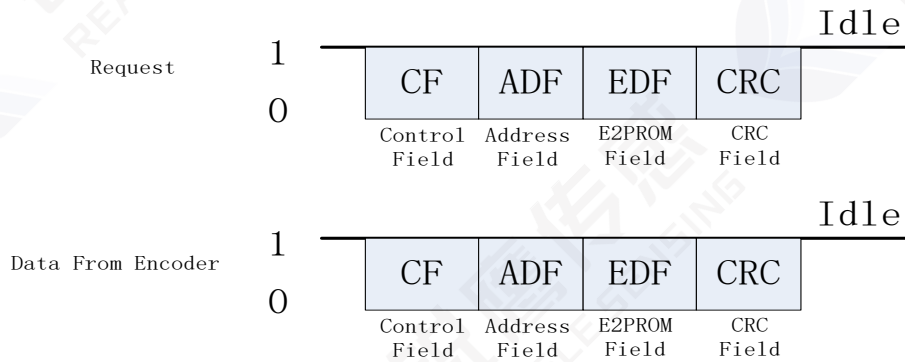 Idle
Request
1
0
CF ADF EDF CRC
Control Field
Address Field
E2PROM Field
CRC Field
Idle
Data From Encoder
1
0
CF ADF EDF CRC
Control Field
Address Field
E2PROM Field
CRC Field